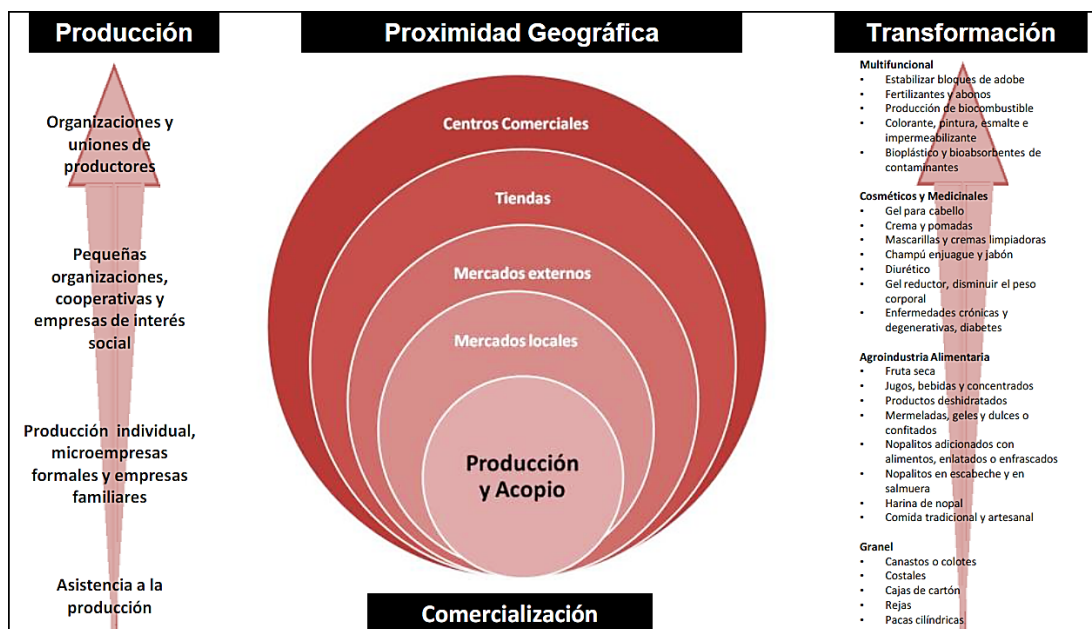 Producción
Organizaciones y
uniones de
productores
Pequeñas
organizaciones,
cooperativas y
empresas de interés
social
Producción individual,
microempresas
formales y empresas
familiares
Asistencia a la
producción
Proximidad Geográfica
Centros Comerciales
Tiendas
Mercados externos
Mercados locales
Producción
y Acopio
Comercialización
Transformación
Multifuncional
• Estabilizar bloques de adobe
• Fertilizantes y abonos
• Producción de biocombustible
• Colorante, pintura, esmalte e
impermeabilizante
• Bioplástico y bioabsorbentes de
contaminantes
Cosméticos y Medicinales
• Gel para cabello
• Crema y pomadas
• Mascarillas y cremas limpiadoras
• Champú enjuague y jabón
• Diurético
• Gel reductor, disminuir el peso
corporal
• Enfermedades crónicas y
degenerativas, diabetes
Agroindustria Alimentaria
• Fruta seca
• Jugos, bebidas y concentrados
• Productos deshidratados
• Mermeladas, geles y dulces o
confitados
• Nopalitos adicionados con
alimentos, enlatados o enfrascados
• Nopalitos en escabeche y en
salmuera
• Harina de nopal
• Comida tradicional y artesanal
Granel
• Canastos o colotes
• Costales
• Cajas de cartón
• Rejas
• Pacas cilíndricas